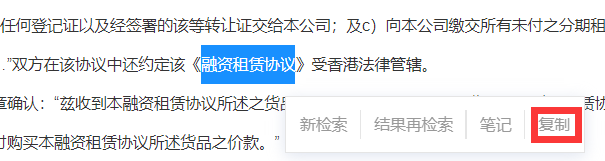 任何登记证以及经签署的该等转让证交给本公司；及c）向本公司缴交所有未付之分期租
..”双方在该协议中还约定该《融资租赁协议》受香港法律管辖。
章确认：“兹收到本融资租赁协议所述之货品
协
新检索 结果再检索 笔记 复制
付购买本融资租赁协议所述货品之价款。”